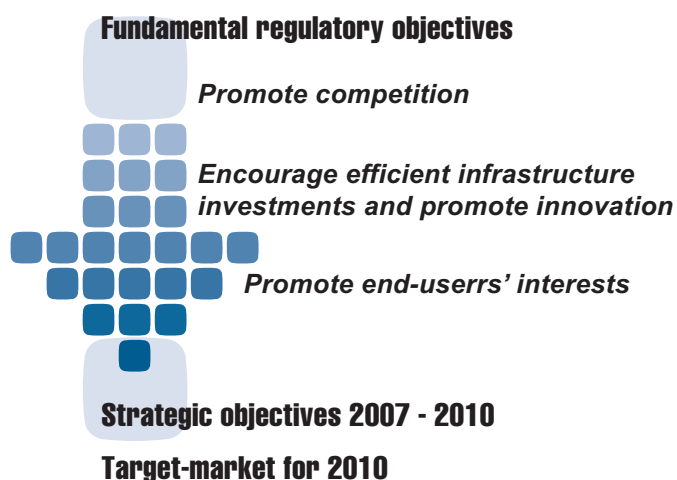 Fundamental regulatory objectives
Promote competition
Encourage efficient infrastructure
investments and promote innovation
Promote end-userrs’ interests
Strategic objectives 2007 - 2010
Target-market for 2010